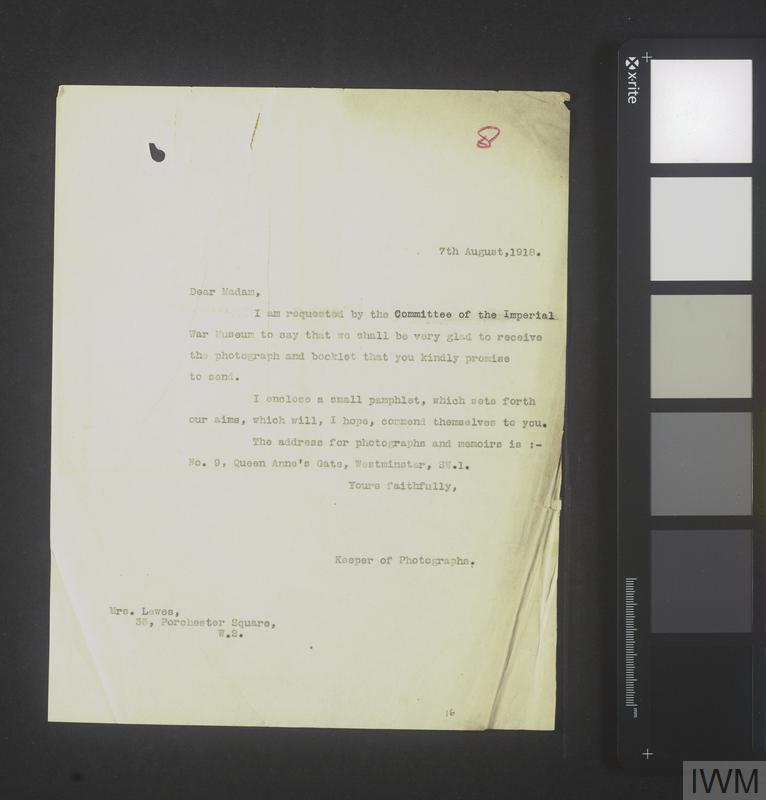 8
7th August,1918.
Dear Madam,
I am requested by the Committee of the Imperial
War Museum to say that we shall be very glad to receive
the photograph and booklet that you kindly promise
to send.
I enclose a small pamphlet, which sets forth
our aims, which will, I hope, commend themselves to you.
The address for photographs and memoirs is :-
No. 9, Queen Anne's Gate, Westminster, SW.1.
Yours faithfully,
Keeper of Photographs.
Mrs. Lewes,
35, Porchester Square,
W.2.
16
x-rite
mm
IWM